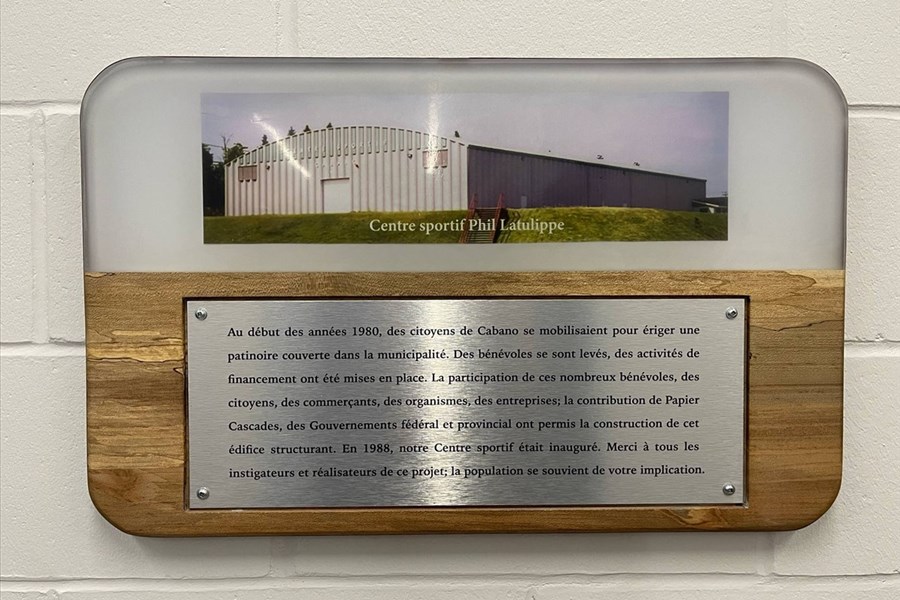 Centre sportif Phil Latulippe
Au début des années 1980, des citoyens de Cabano se mobilisaient pour ériger une
patinoire couverte dans la municipalité. Des bénévoles se sont levés, des activités de
financement ont été mises en place. La participation de ces nombreux bénévoles, des
citoyens, des commerçants, des organismes, des entreprises; la contribution de Papier
Cascades, des Gouvernements fédéral et provincial ont permis la construction de cet
édifice structurant. En 1988, notre Centre sportif était inauguré. Merci à tous les
instigateurs et réalisateurs de ce projet; la population se souvient de votre implication.